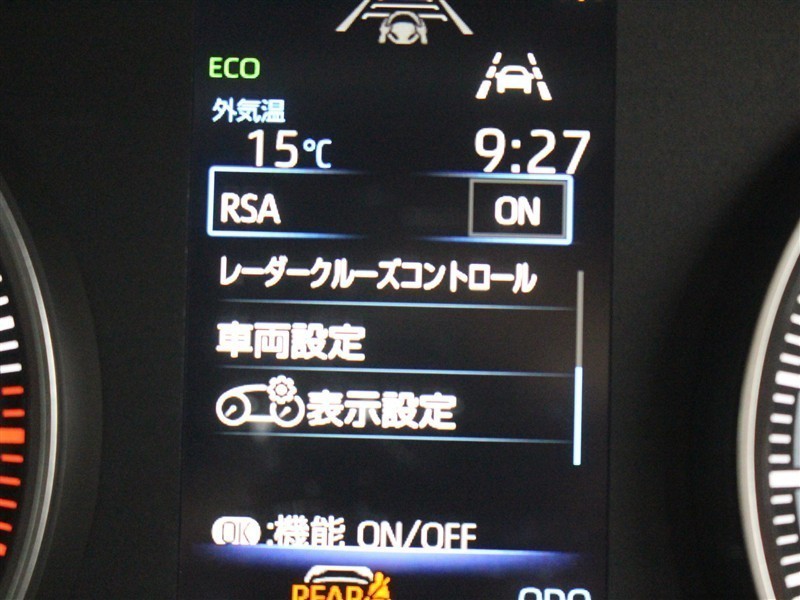 ECO
外気温
15℃ 9:27
RSA ON
レーダークルーズコントロール
車両設定
表示設定
OK:機能 ON/OFF
REAR ODO